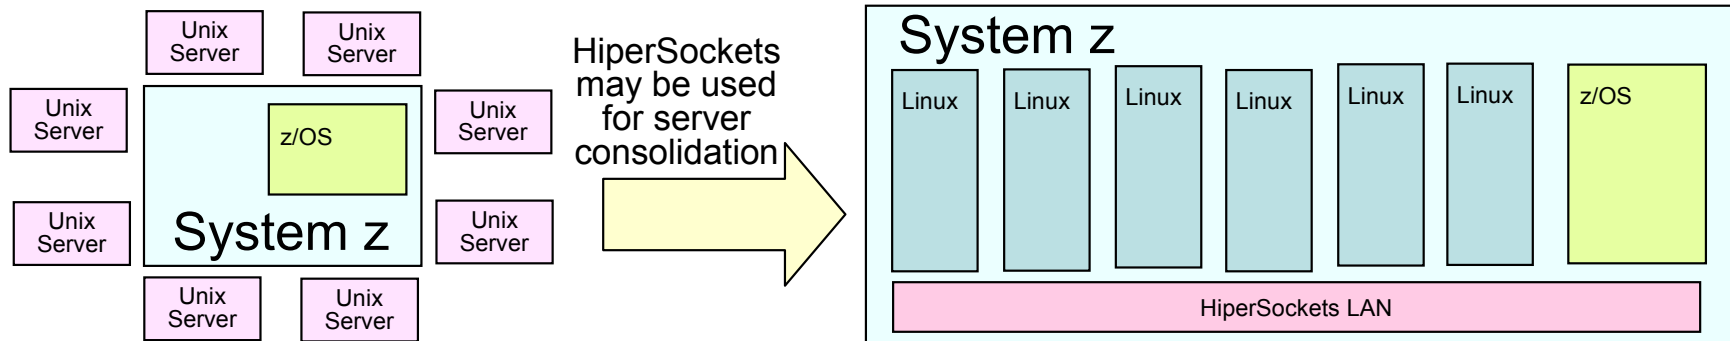 Unix
Server
Unix
Server
Unix
Server
Unix
Server
z/OS
Unix
Server
Unix
Server
System z
Unix
Server
Unix
Server
HiperSockets
may be used
for server
consolidation
System z
Linux
Linux
Linux
Linux
Linux
Linux
z/OS
HiperSockets LAN